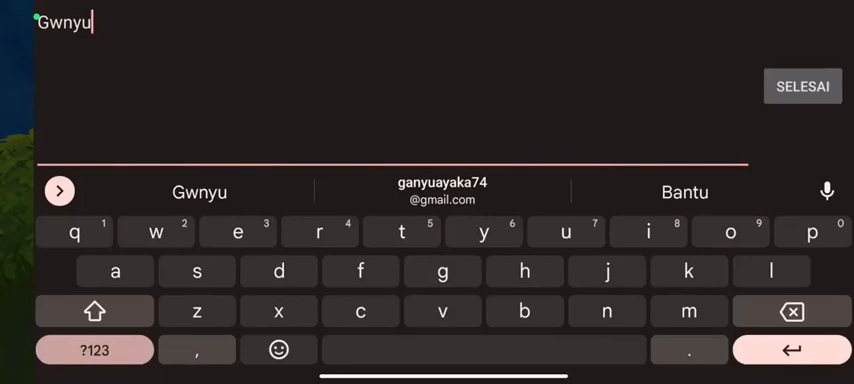 Gwnyu
SELESAI
Gwnyu ganyuayaka74 @gmail.com Bantu
q 1 w 2 e 3 r 4 t 5 y 6 u 7 i 8 o 9 p 0
a s d f g h j k l
z x c v b n m
?123 , .